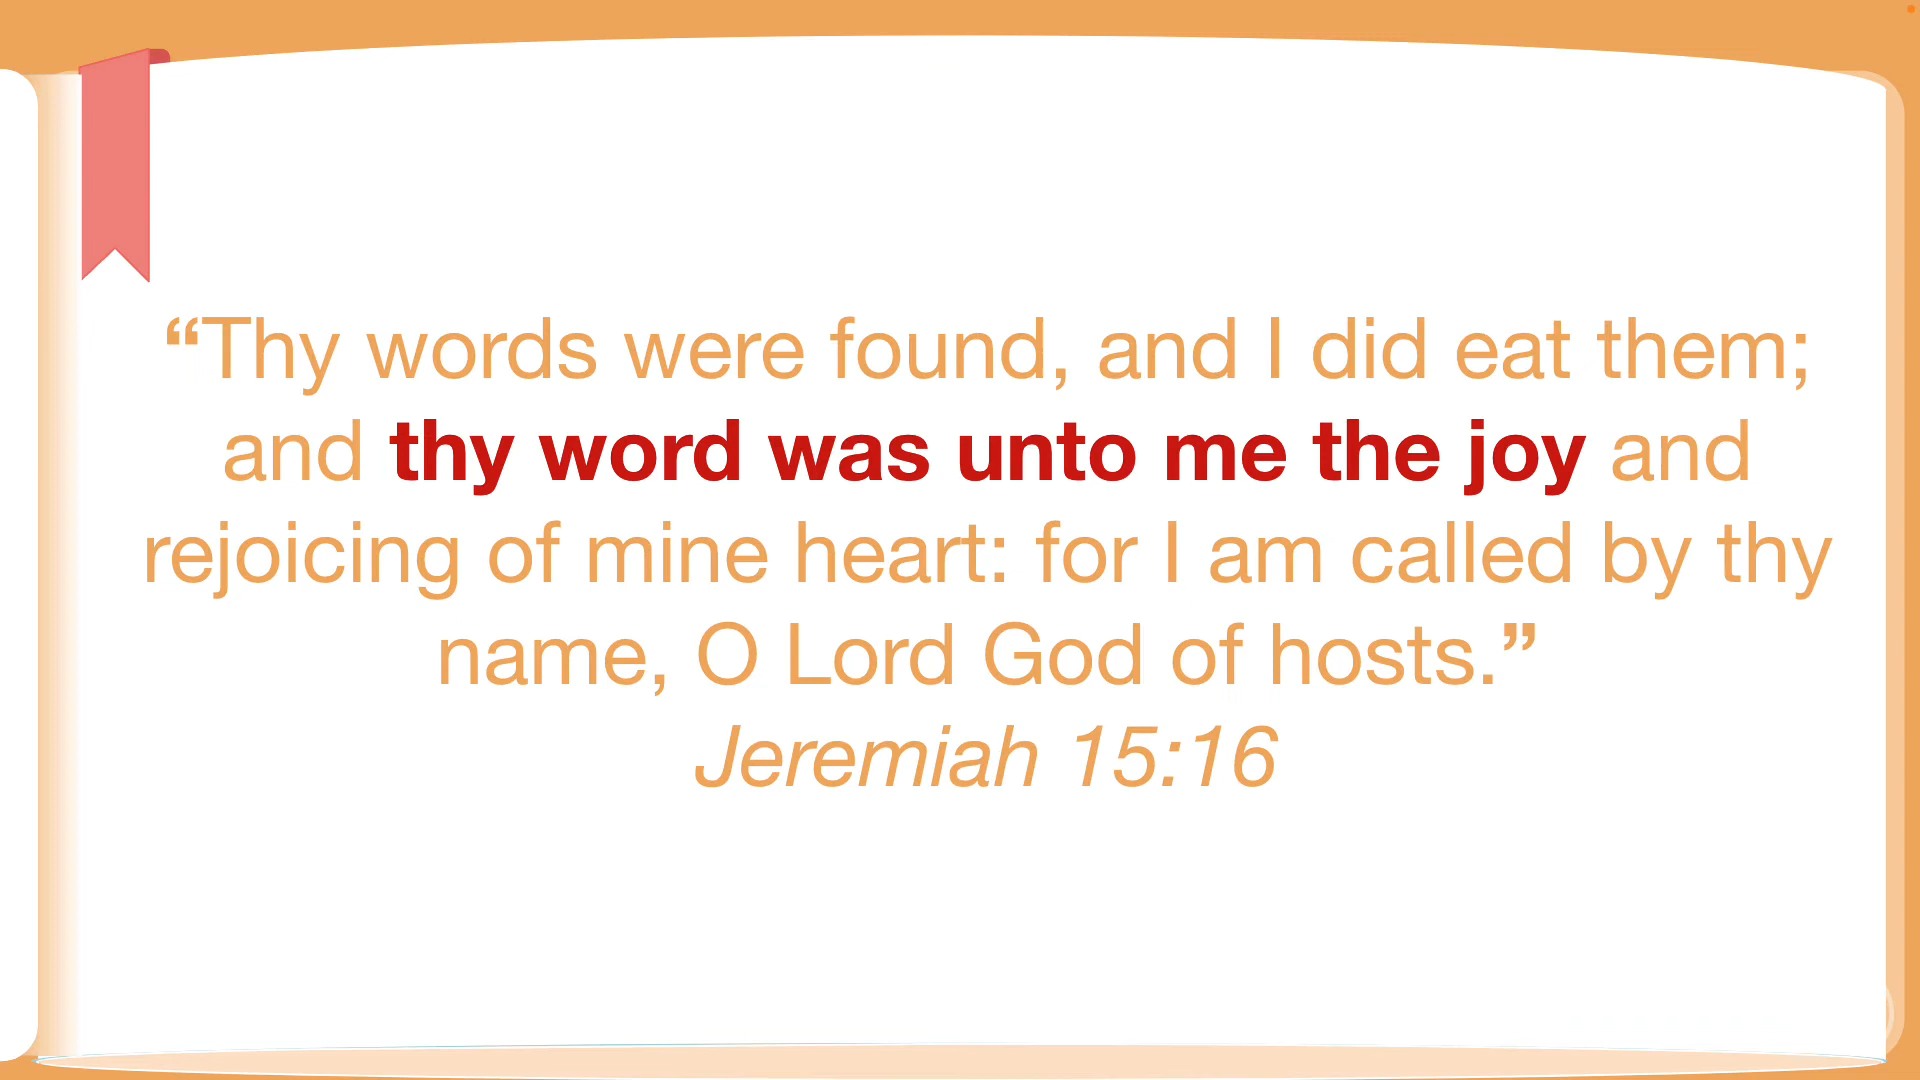 “Thy words were found, and I did eat them;
and thy word was unto me the joy and
rejoicing of mine heart: for I am called by thy
name, O Lord God of hosts.”
Jeremiah 15:16